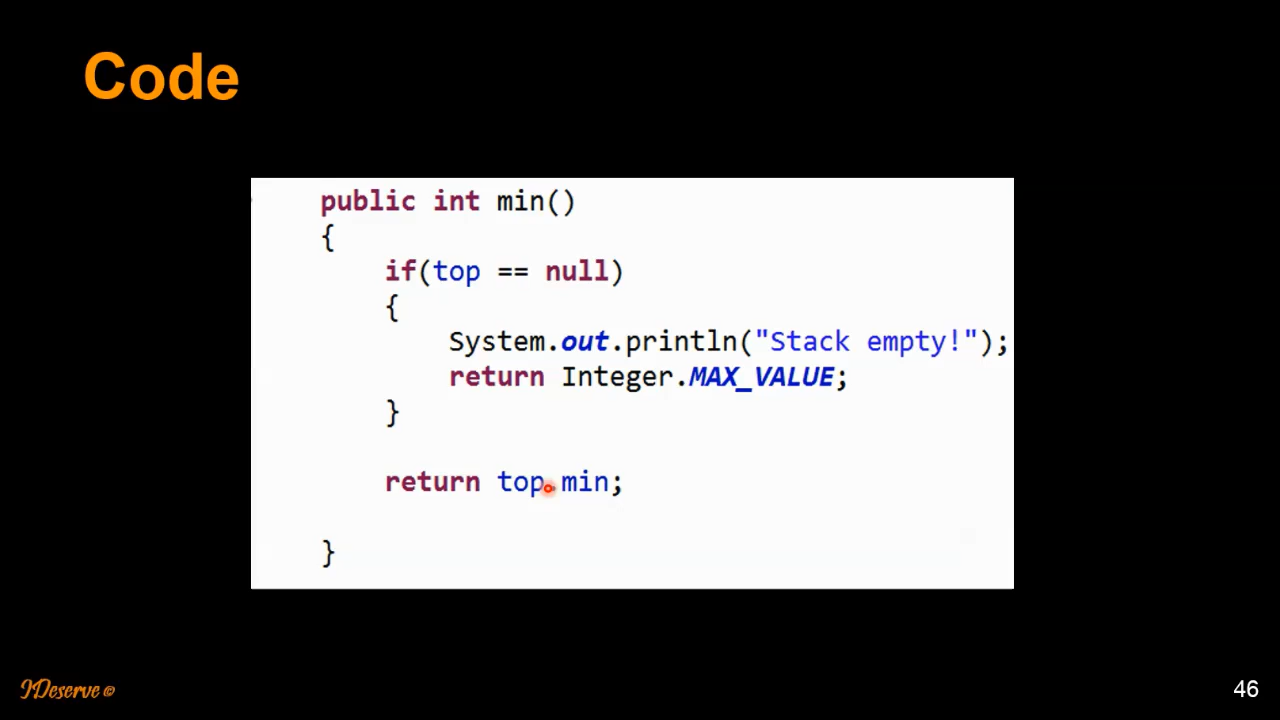 Code
public int min()
{
if(top == null)
{
System.out.println("Stack empty!");
return Integer.MAX_VALUE;
}
return top.min;
}
IDeserve ©
46